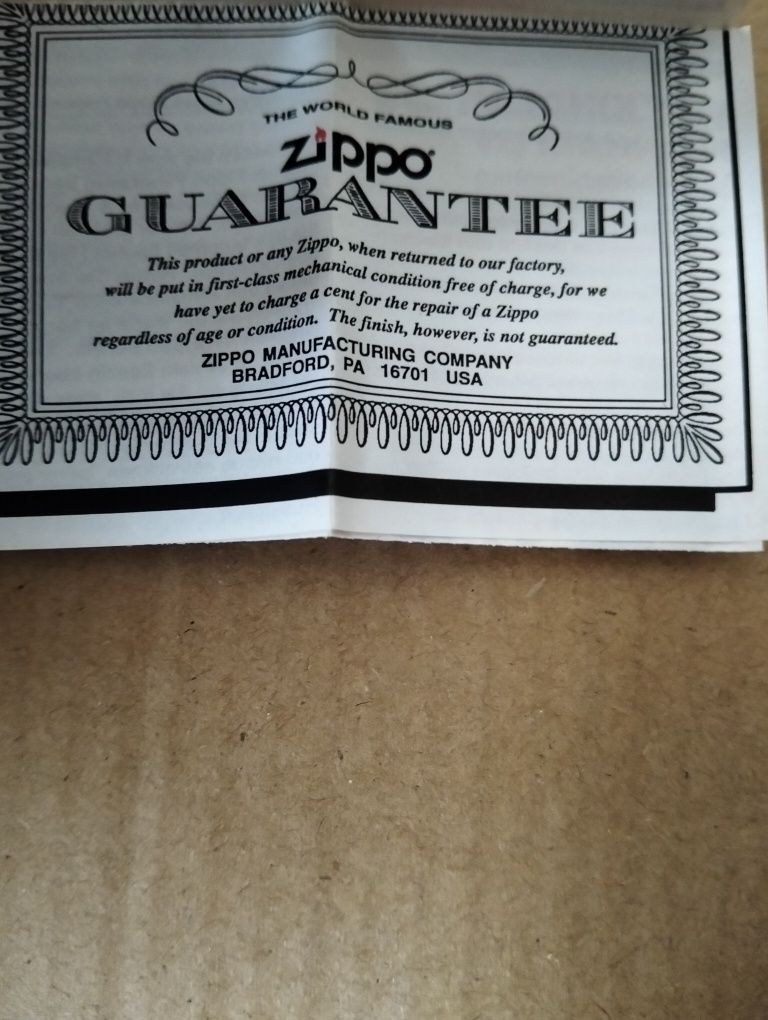 THE WORLD FAMOUS
zippo
GUARANTEE
This product or any Zippo, when returned to our factory,
will be put in first-class mechanical condition free of charge, for we
have yet to charge a cent for the repair of a Zippo
regardless of age or condition. The finish, however, is not guaranteed.
ZIPPO MANUFACTURING COMPANY
BRADFORD, PA 16701 USA